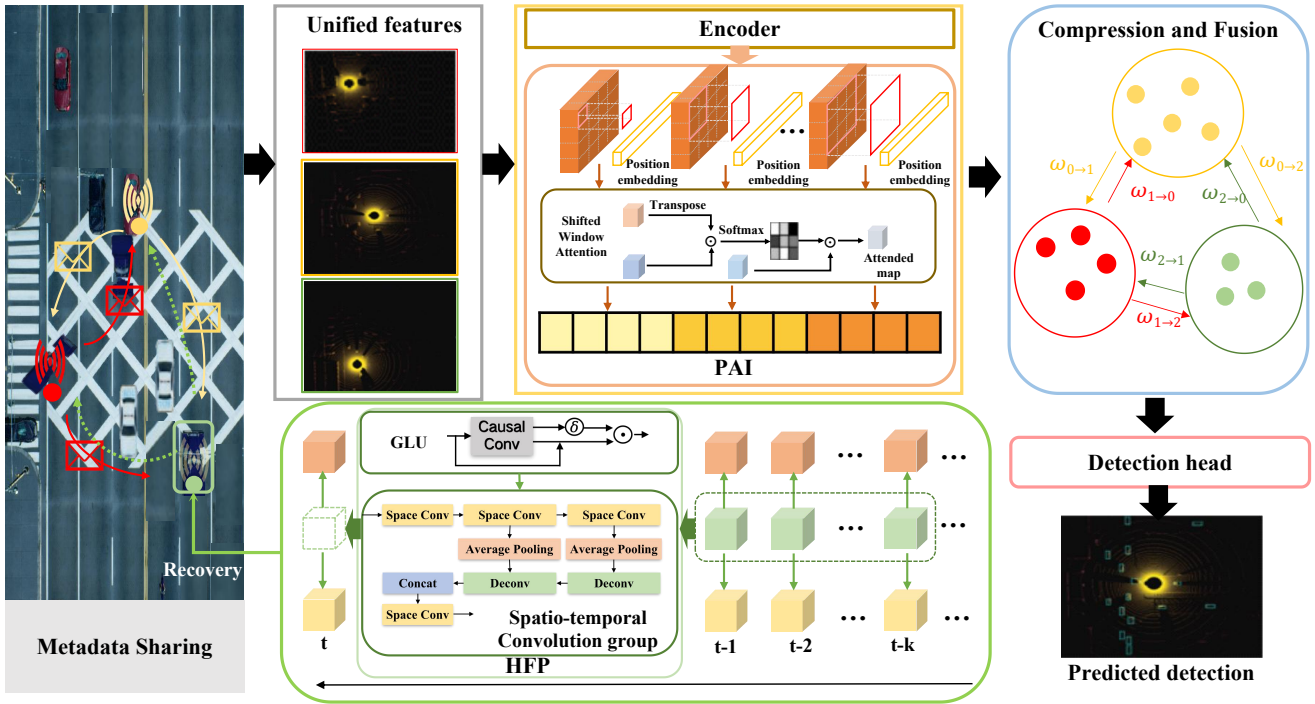 Unified features
Encoder
Position
embedding
Position
embedding
Position
embedding
Shifted
Window
Attention
Transpose
Softmax
Attended
map
PAI
Compression and Fusion
ω0→1
ω1→0
ω2→0
ω0→2
ω2→1
ω1→2
Recovery
Metadata Sharing
GLU
Causal
Conv
δ
Space Conv
Space Conv
Space Conv
Average Pooling
Average Pooling
Concat
Deconv
Deconv
Space Conv
Spatio-temporal
Convolution group
HFP
t
t-1
t-2
t-k
Detection head
Predicted detection